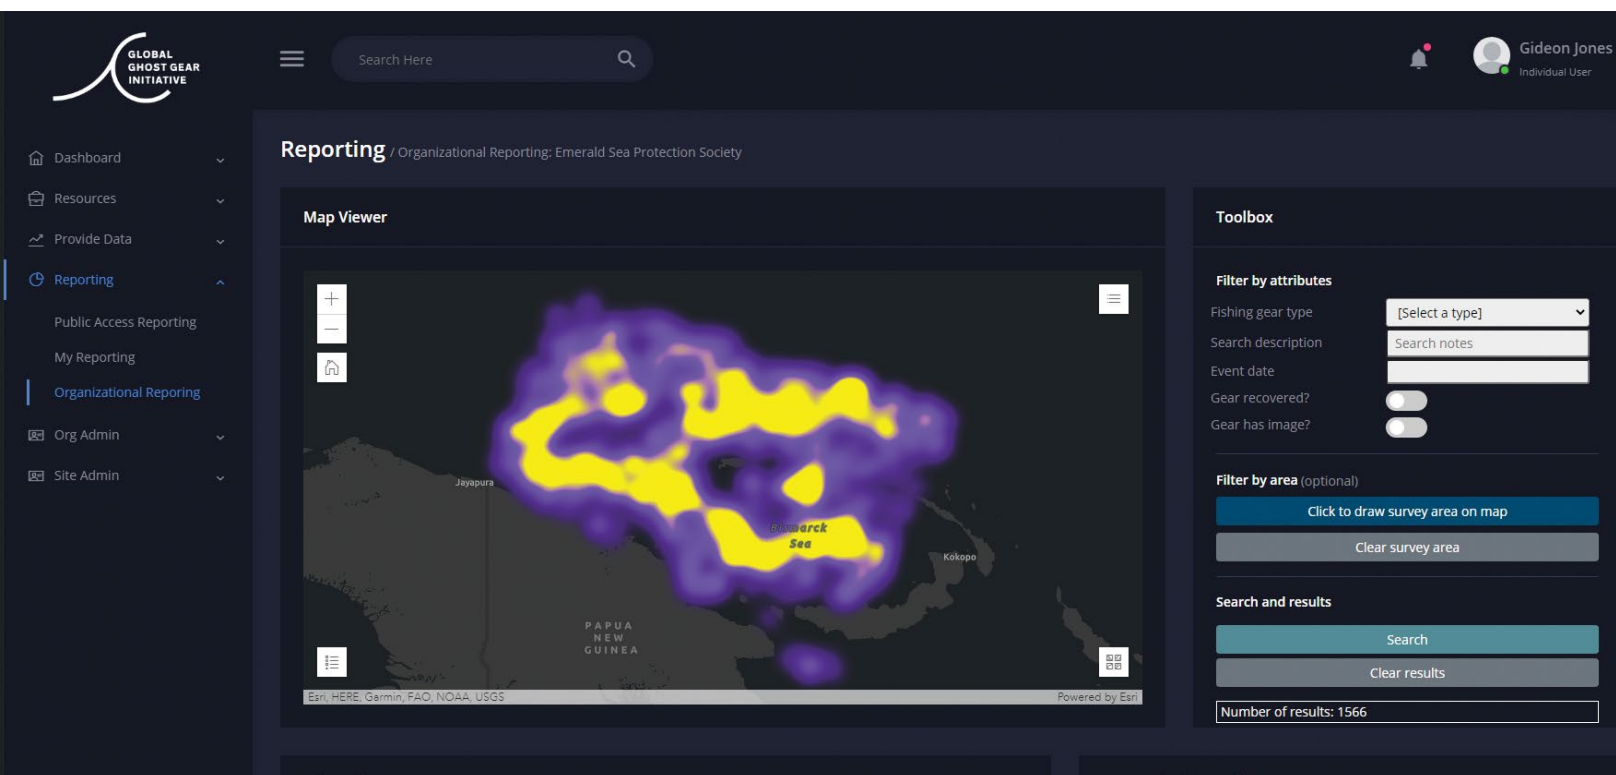 GLOBAL
GHOST GEAR
INITIATIVE
Search Here
Gideon Jones
Individual User
Dashboard
Resources
Provide Data
Reporting
Public Access Reporting
My Reporting
Organizational Reporing
Org Admin
Site Admin
Reporting / Organizational Reporting: Emerald Sea Protection Society
Map Viewer
Jayapura
Bismarck
Sea
Kokopo
PAPUA
NEW
GUINEA
Esri, HERE, Garmin, FAO, NOAA, USGS
Powered by Esri
Toolbox
Filter by attributes
Fishing gear type
[Select a type]
Search description
Search notes
Event date
Gear recovered?
Gear has image?
Filter by area (optional)
Click to draw survey area on map
Clear survey area
Search and results
Search
Clear results
Number of results: 1566